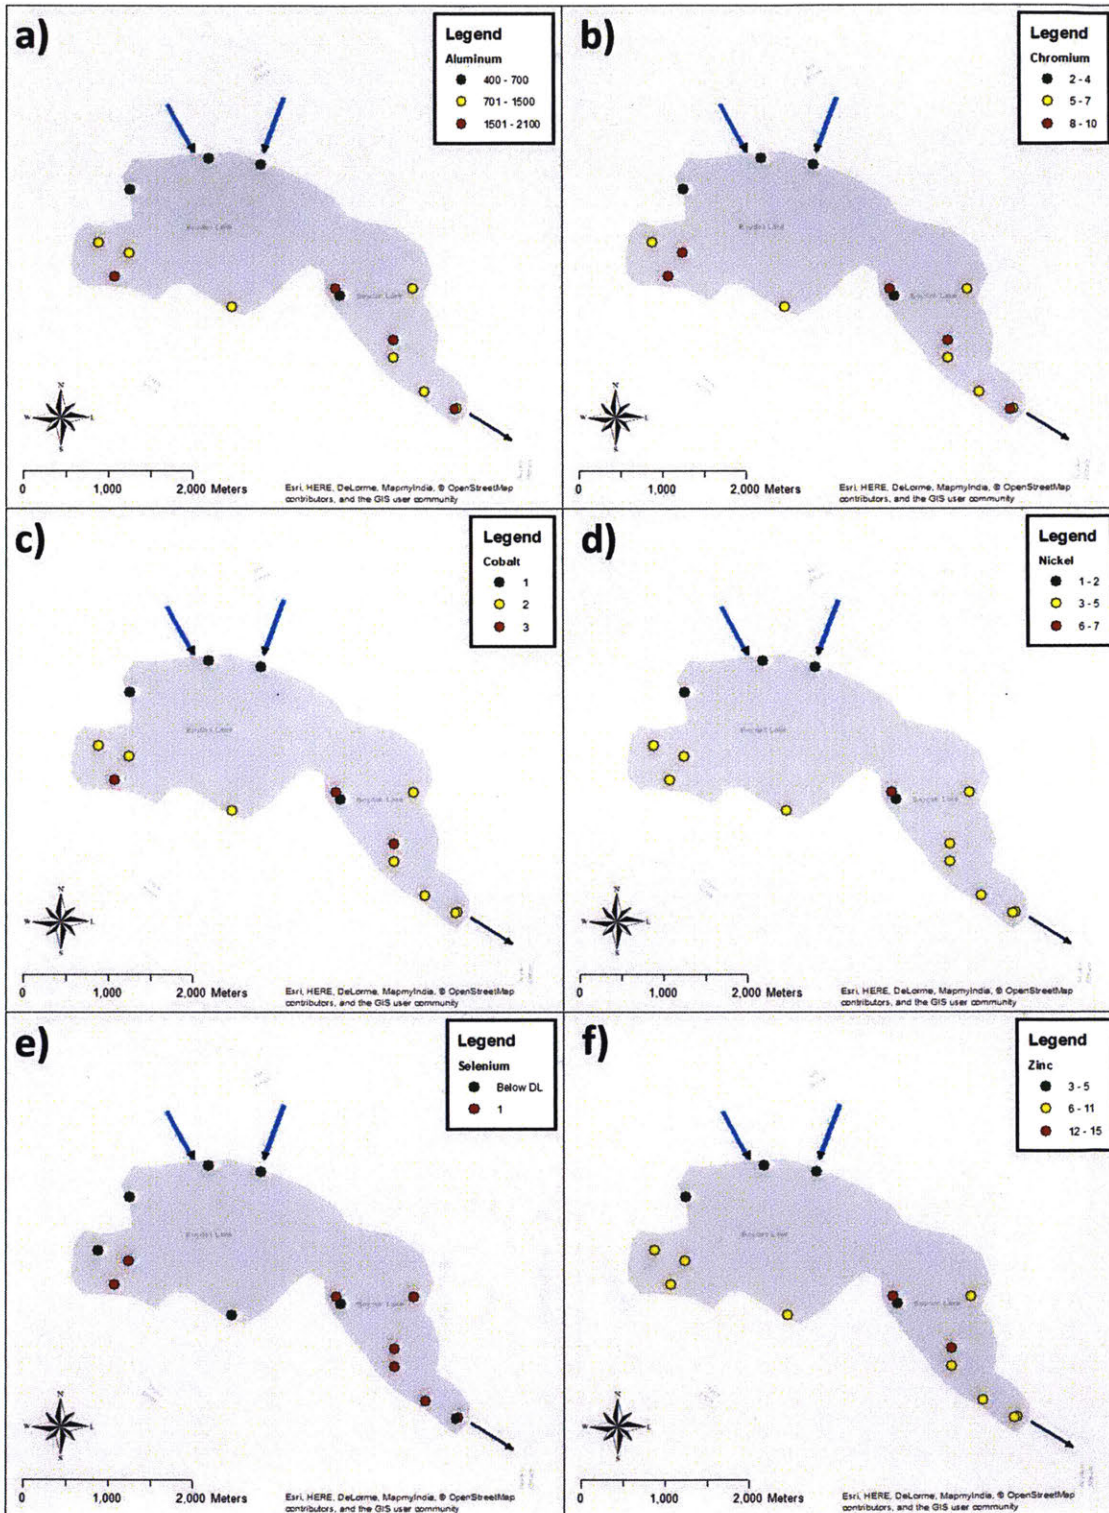 a)
Legend
Aluminum
400 - 700
701 - 1500
1501 - 2100
N
W
S
0 1,000 2,000 Meters
Esri, HERE, DeLorme, MapmyIndia, © OpenStreetMap
contributors, and the GIS user community
b)
Legend
Chromium
2 - 4
5 - 7
8 - 10
N
W
S
0 1,000 2,000 Meters
Esri, HERE, DeLorme, MapmyIndia, © OpenStreetMap
contributors, and the GIS user community
c)
Legend
Cobalt
1
2
3
N
W
S
0 1,000 2,000 Meters
Esri, HERE, DeLorme, MapmyIndia, © OpenStreetMap
contributors, and the GIS user community
d)
Legend
Nickel
1 - 2
3 - 5
6 - 7
N
W
S
0 1,000 2,000 Meters
Esri, HERE, DeLorme, MapmyIndia, © OpenStreetMap
contributors, and the GIS user community
e)
Legend
Selenium
Below DL
1
N
W
S
0 1,000 2,000 Meters
Esri, HERE, DeLorme, MapmyIndia, © OpenStreetMap
contributors, and the GIS user community
f)
Legend
Zinc
3 - 5
6 - 11
12 - 15
N
W
S
0 1,000 2,000 Meters
Esri, HERE, DeLorme, MapmyIndia, © OpenStreetMap
contributors, and the GIS user community